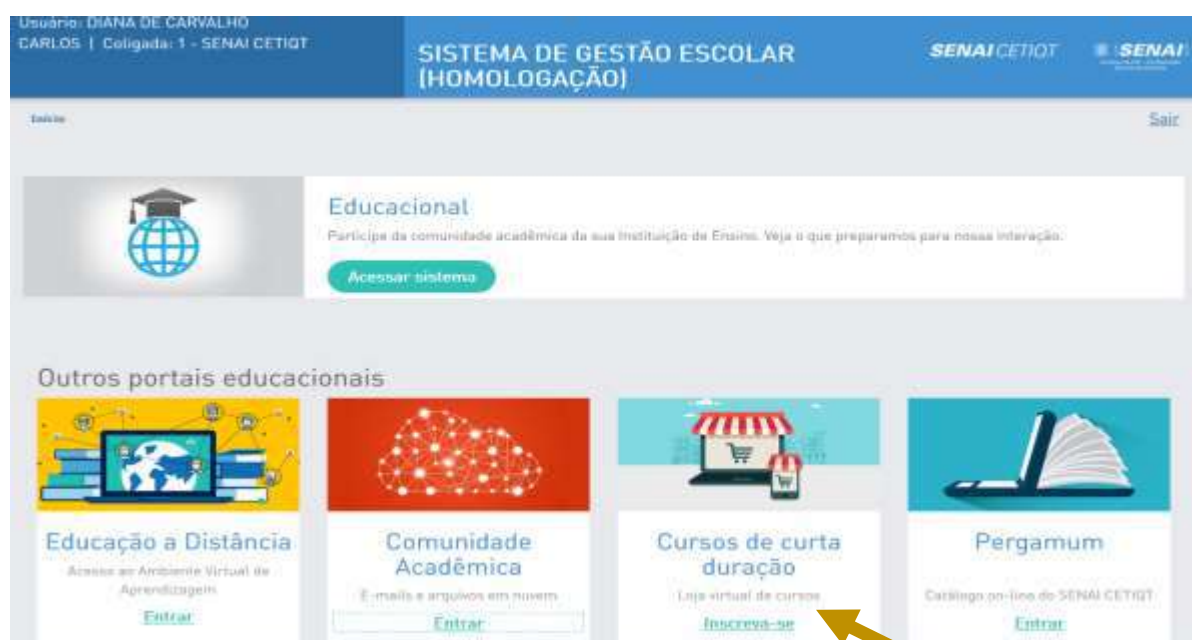 Usuário: DIANA DE CARVALHO
CARLOS | Coligada: 1 - SENAI CETIQT
SISTEMA DE GESTÃO ESCOLAR
(HOMOLOGAÇÃO)
SENAI CETIQT
SENAI
Início
Sair
Educacional
Participe da comunidade acadêmica da sua Instituição de Ensino. Veja o que preparamos para nossa interação.
Acessar sistema
Outros portais educacionais
Educação a Distância
Acesso ao Ambiente Virtual de
Aprendizagem
Entrar
Comunidade
Acadêmica
E-mails e arquivos em nuvem
Entrar
Cursos de curta
duração
Loja virtual de cursos
Inscreva-se
Pergamum
Catálogo on-line do SENAI CETIQT
Entrar